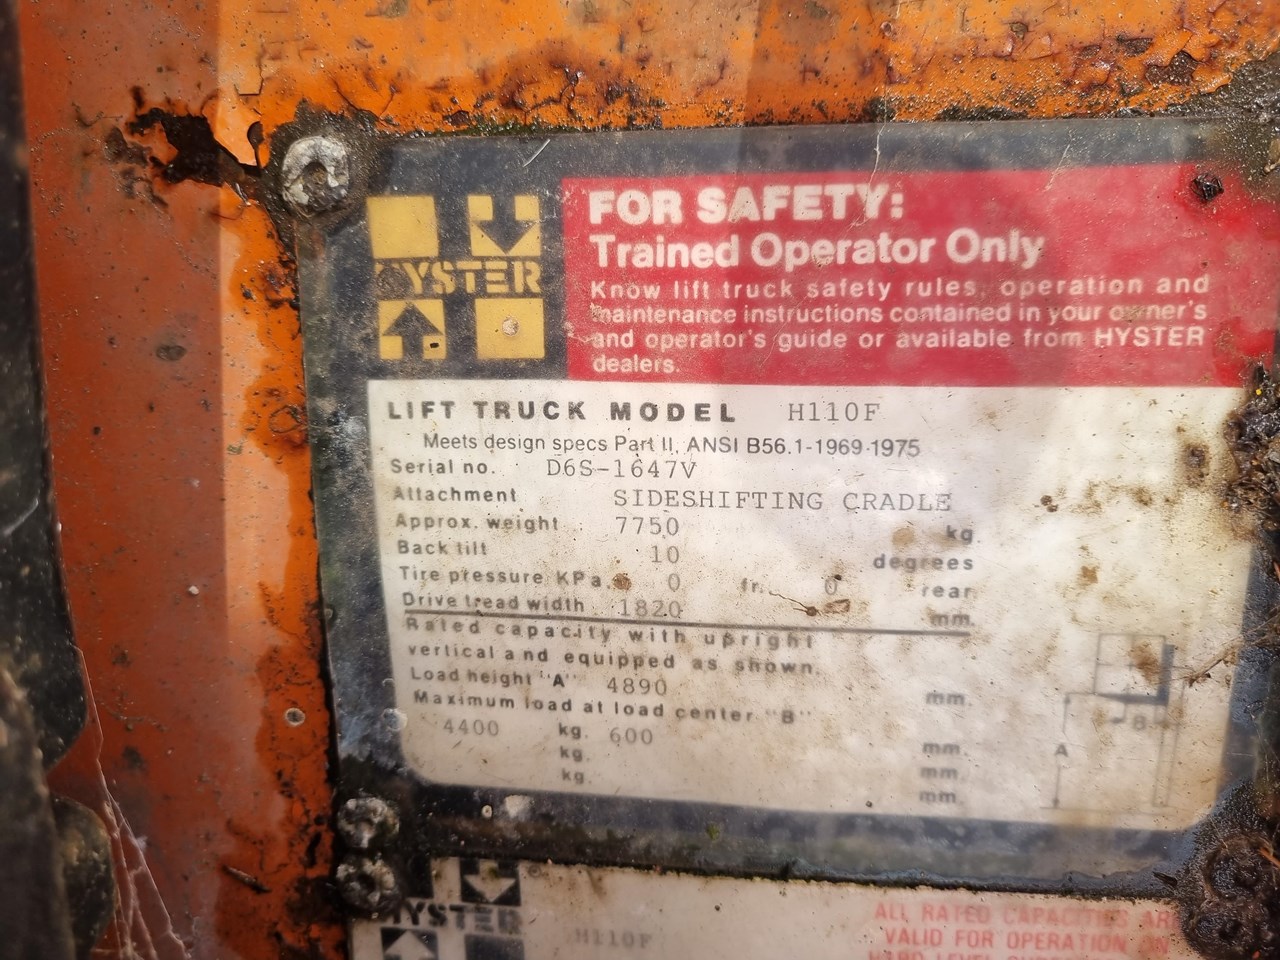 HYSTER
FOR SAFETY:
Trained Operator Only
Know lift truck safety rules, operation and
maintenance instructions contained in your owner's
and operator's guide or available from HYSTER
dealers.
LIFT TRUCK MODEL H110F
Meets design specs Part II, ANSI B56.1-1969-1975
Serial no. D6S-1647V
Attachment SIDESHIFTING CRADLE
Approx. weight 7750 kg.
Back tilt 10 degrees
Tire pressure KPa. 0 fr. 0 rear
Drive tread width 1820 mm.
Rated capacity with upright
vertical and equipped as shown.
Load height "A" 4890 mm.
Maximum load at load center "B"
4400 kg. 600 mm.
kg. mm.
kg. mm.
A
B
HYSTER
H110F
ALL RATED CAPACITIES ARE
VALID FOR OPERATION ON